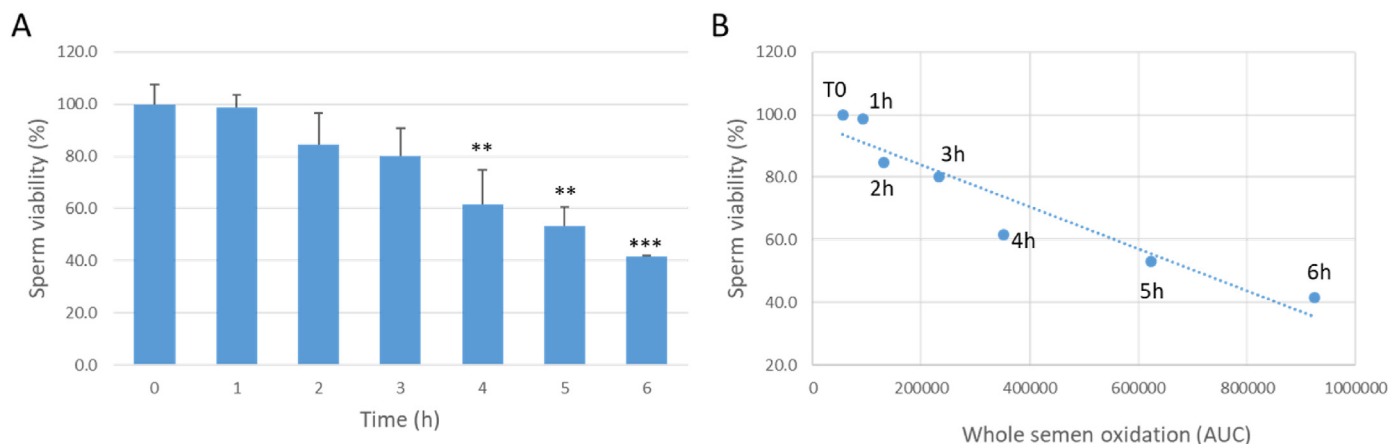 A
120.0
100.0
80.0
60.0
40.0
20.0
0.0
Sperm viability (%)
**
**
***
0 1 2 3 4 5 6
Time (h)
B
120.0
100.0
80.0
60.0
40.0
20.0
Sperm viability (%)
T0
1h
2h
3h
4h
5h
6h
0 200000 400000 600000 800000 1000000
Whole semen oxidation (AUC)